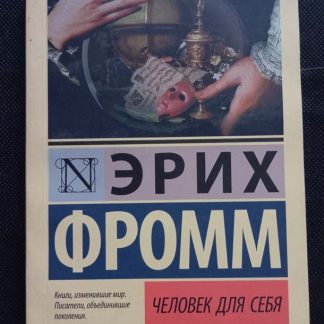 N ЭРИХ
ФРОММ
Книги, изменившие мир.
Писатели, объединившие
поколения.
ЧЕЛОВЕК ДЛЯ СЕБЯ